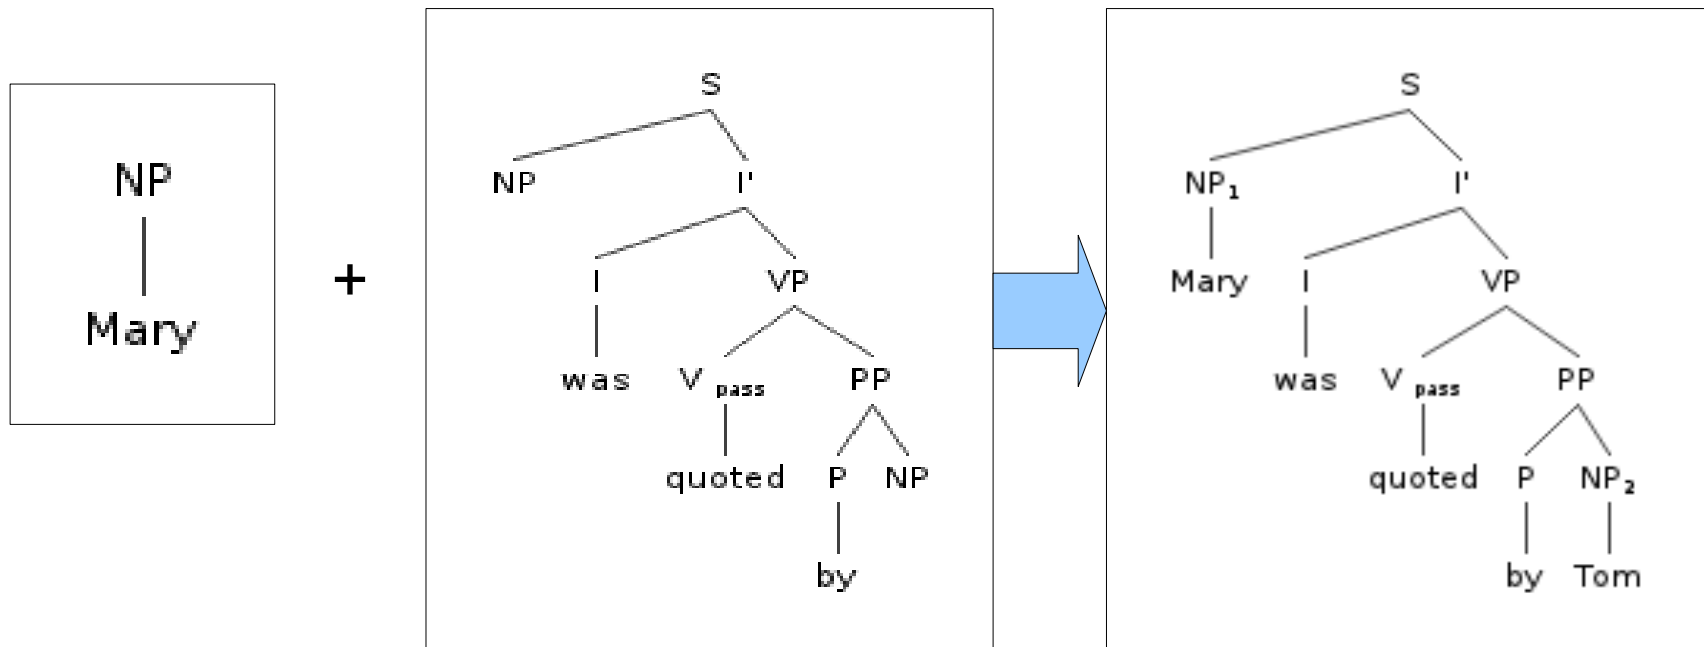 NP
Mary
+
S
NP I'
I VP
was V pass PP
quoted P NP
by
S
NP1 I'
Mary I VP
was V pass PP
quoted P NP2
by Tom